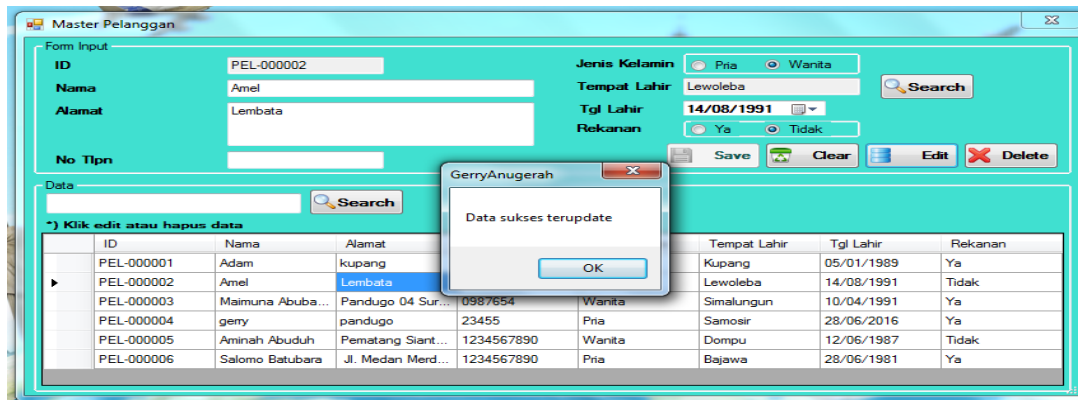 Master Pelanggan
Form Input
ID PEL-000002 Jenis Kelamin Pria Wanita
Nama Amel Tempat Lahir Lewoleba Search
Alamat Lembata Tgl Lahir 14/08/1991
Rekanan Ya Tidak
No Tlpn Save Clear Edit Delete
GerryAnugerah
Data sukses terupdate
OK
Data
Search
*) Klik edit atau hapus data
ID Nama Alamat Tempat Lahir Tgl Lahir Rekanan
PEL-000001 Adam kupang Kupang 05/01/1989 Ya
PEL-000002 Amel Lembata Lewoleba 14/08/1991 Tidak
PEL-000003 Maimuna Abuba... Pandugo 04 Sur... 0987654 Wanita Simalungun 10/04/1991 Ya
PEL-000004 gerry pandugo 23455 Pria Samosir 28/06/2016 Ya
PEL-000005 Aminah Abuduh Pematang Siant... 1234567890 Wanita Dompu 12/06/1987 Tidak
PEL-000006 Salomo Batubara Jl. Medan Merd... 1234567890 Pria Bajawa 28/06/1981 Ya